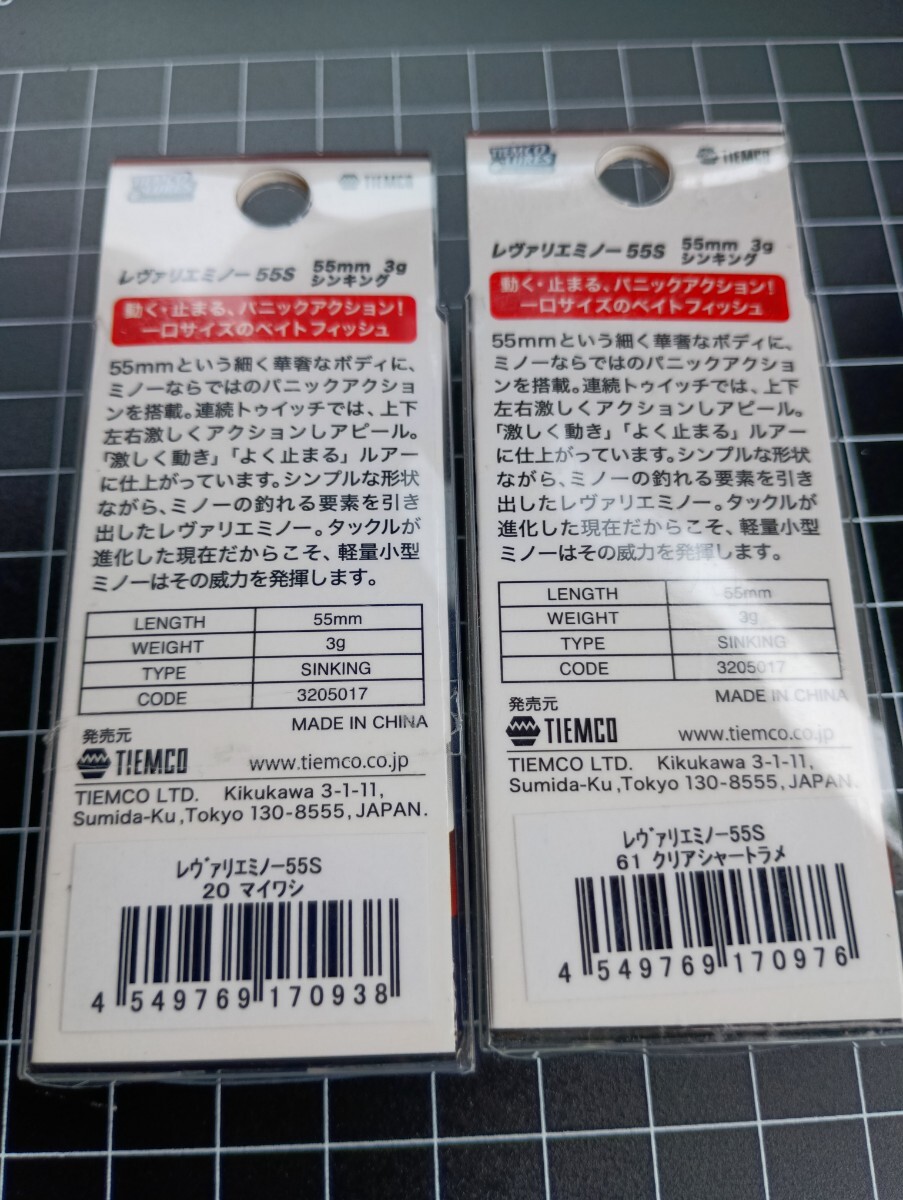 TIEMCO LURES
TIEMCO
レヴァリエミノー 55S 55mm 3g
シンキング
動く・止まる、パニックアクション!
一口サイズのベイトフィッシュ
55mmという細く華奢なボディに、
ミノーならではのパニックアクショ
ンを搭載。連続トゥイッチでは、上下
左右激しくアクションしアピール。
「激しく動き」「よく止まる」ルアー
に仕上がっています。シンプルな形状
ながら、ミノーの釣れる要素を引き
出したレヴァリエミノー。タックルが
進化した現在だからこそ、軽量小型
ミノーはその威力を発揮します。
LENGTH 55mm
WEIGHT 3g
TYPE SINKING
CODE 3205017
MADE IN CHINA
発売元
TIEMCO www.tiemco.co.jp
TIEMCO LTD. Kikukawa 3-1-11,
Sumida-Ku,Tokyo 130-8555, JAPAN.
レヴァリエミノー55S
20 マイワシ
4 549769 170938
TIEMCO LURES
TIEMCO
レヴァリエミノー 55S 55mm 3g
シンキング
動く・止まる、パニックアクション!
一口サイズのベイトフィッシュ
55mmという細く華奢なボディに、
ミノーならではのパニックアクショ
ンを搭載。連続トゥイッチでは、上下
左右激しくアクションしアピール。
「激しく動き」「よく止まる」ルアー
に仕上がっています。シンプルな形状
ながら、ミノーの釣れる要素を引き
出したレヴァリエミノー。タックルが
進化した現在だからこそ、軽量小型
ミノーはその威力を発揮します。
LENGTH 55mm
WEIGHT 3g
TYPE SINKING
CODE 3205017
MADE IN CHINA
発売元
TIEMCO www.tiemco.co.jp
TIEMCO LTD. Kikukawa 3-1-11,
Sumida-Ku,Tokyo 130-8555, JAPAN.
レヴァリエミノー55S
61 クリアシャートラメ
4 549769 170976